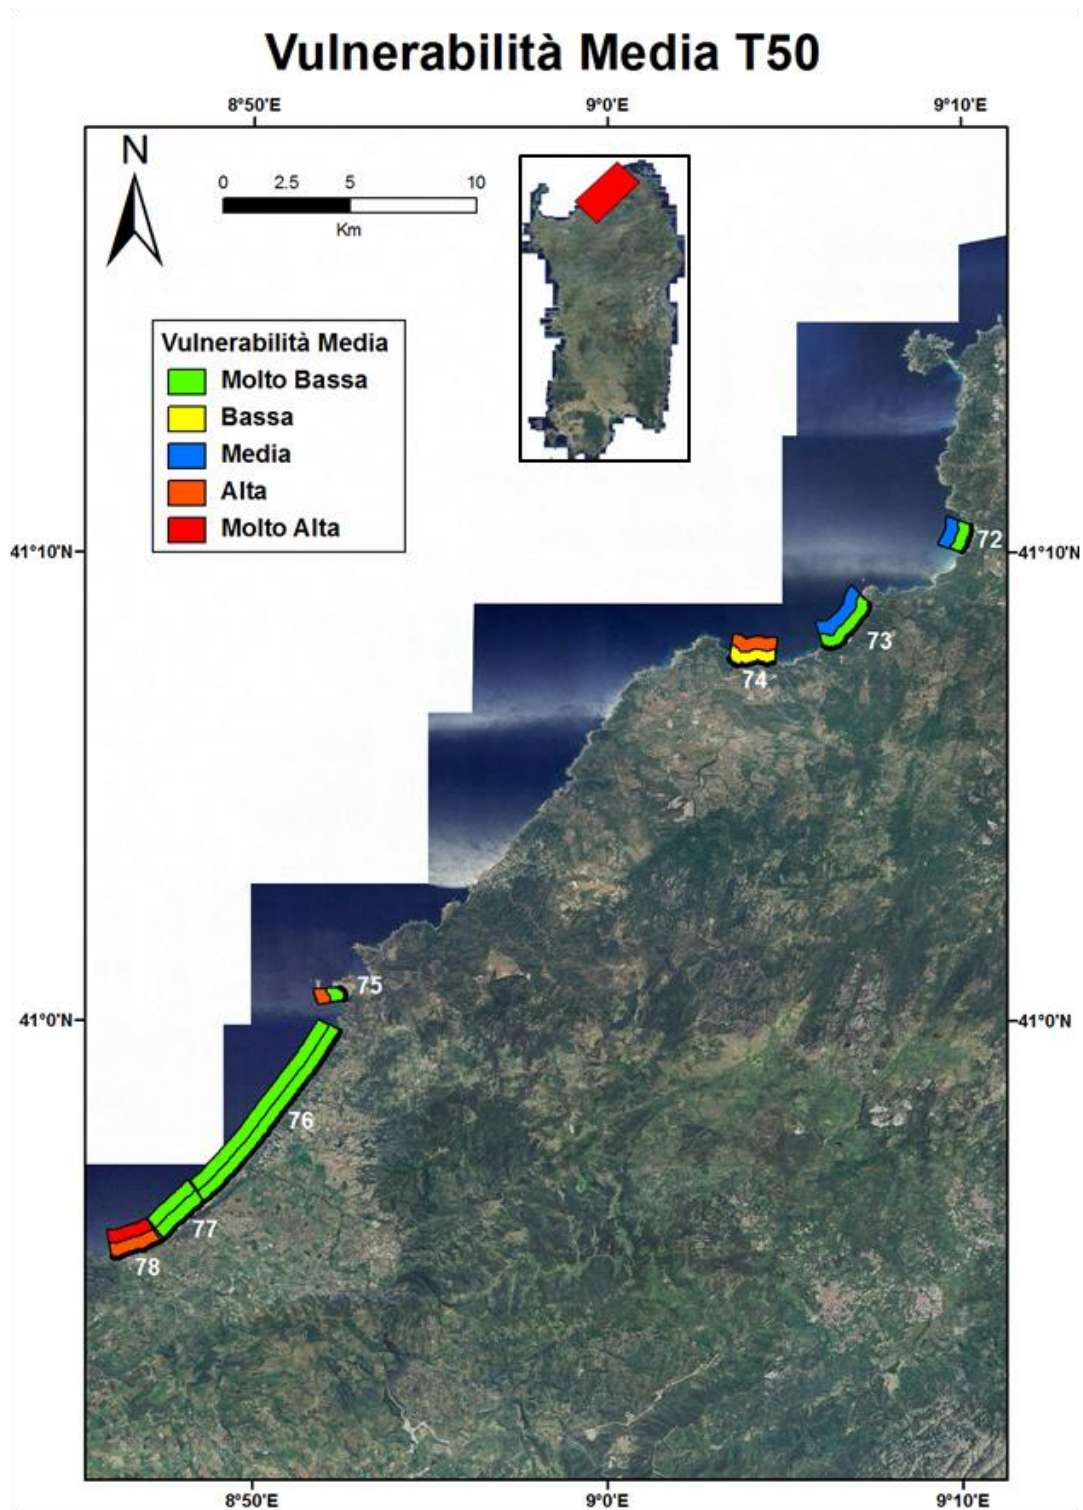 Vulnerabilità Media T50
8°50'E 9°0'E 9°10'E
N
0 2.5 5 10
Km
Vulnerabilità Media
Molto Bassa
Bassa
Media
Alta
Molto Alta
41°10'N 41°10'N
72
73
74
75
41°0'N 41°0'N
76
77
78
8°50'E 9°0'E 9°10'E